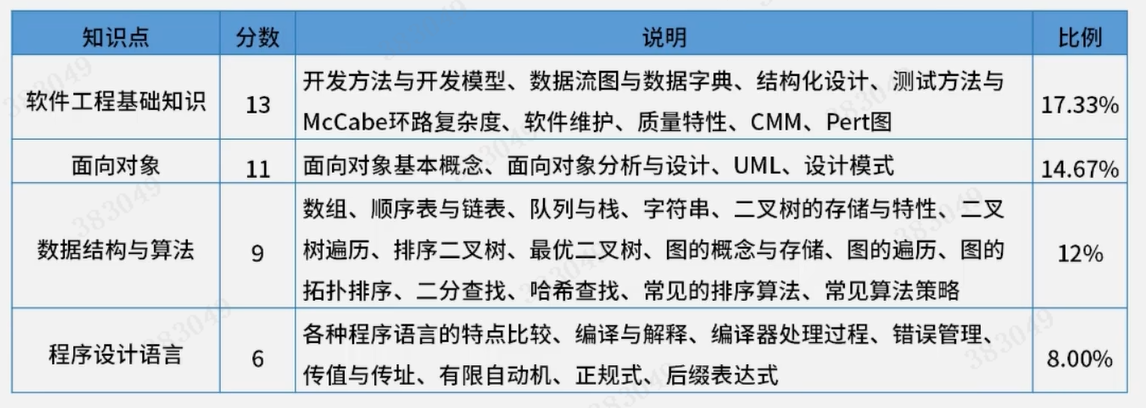 知识点 分数 说明 比例
软件工程基础知识 13 开发方法与开发模型、数据流图与数据字典、结构化设计、测试方法与
McCabe环路复杂度、软件维护、质量特性、CMM、Pert图 17.33%
面向对象 11 面向对象基本概念、面向对象分析与设计、UML、设计模式 14.67%
数据结构与算法 9 数组、顺序表与链表、队列与栈、字符串、二叉树的存储与特性、二叉
树遍历、排序二叉树、最优二叉树、图的概念与存储、图的遍历、图的
拓扑排序、二分查找、哈希查找、常见的排序算法、常见算法策略 12%
程序设计语言 6 各种程序语言的特点比较、编译与解释、编译器处理过程、错误管理、
传值与传址、有限自动机、正规式、后缀表达式 8.00%
383049
383049
383049
383049
383049
383049
383049
383049